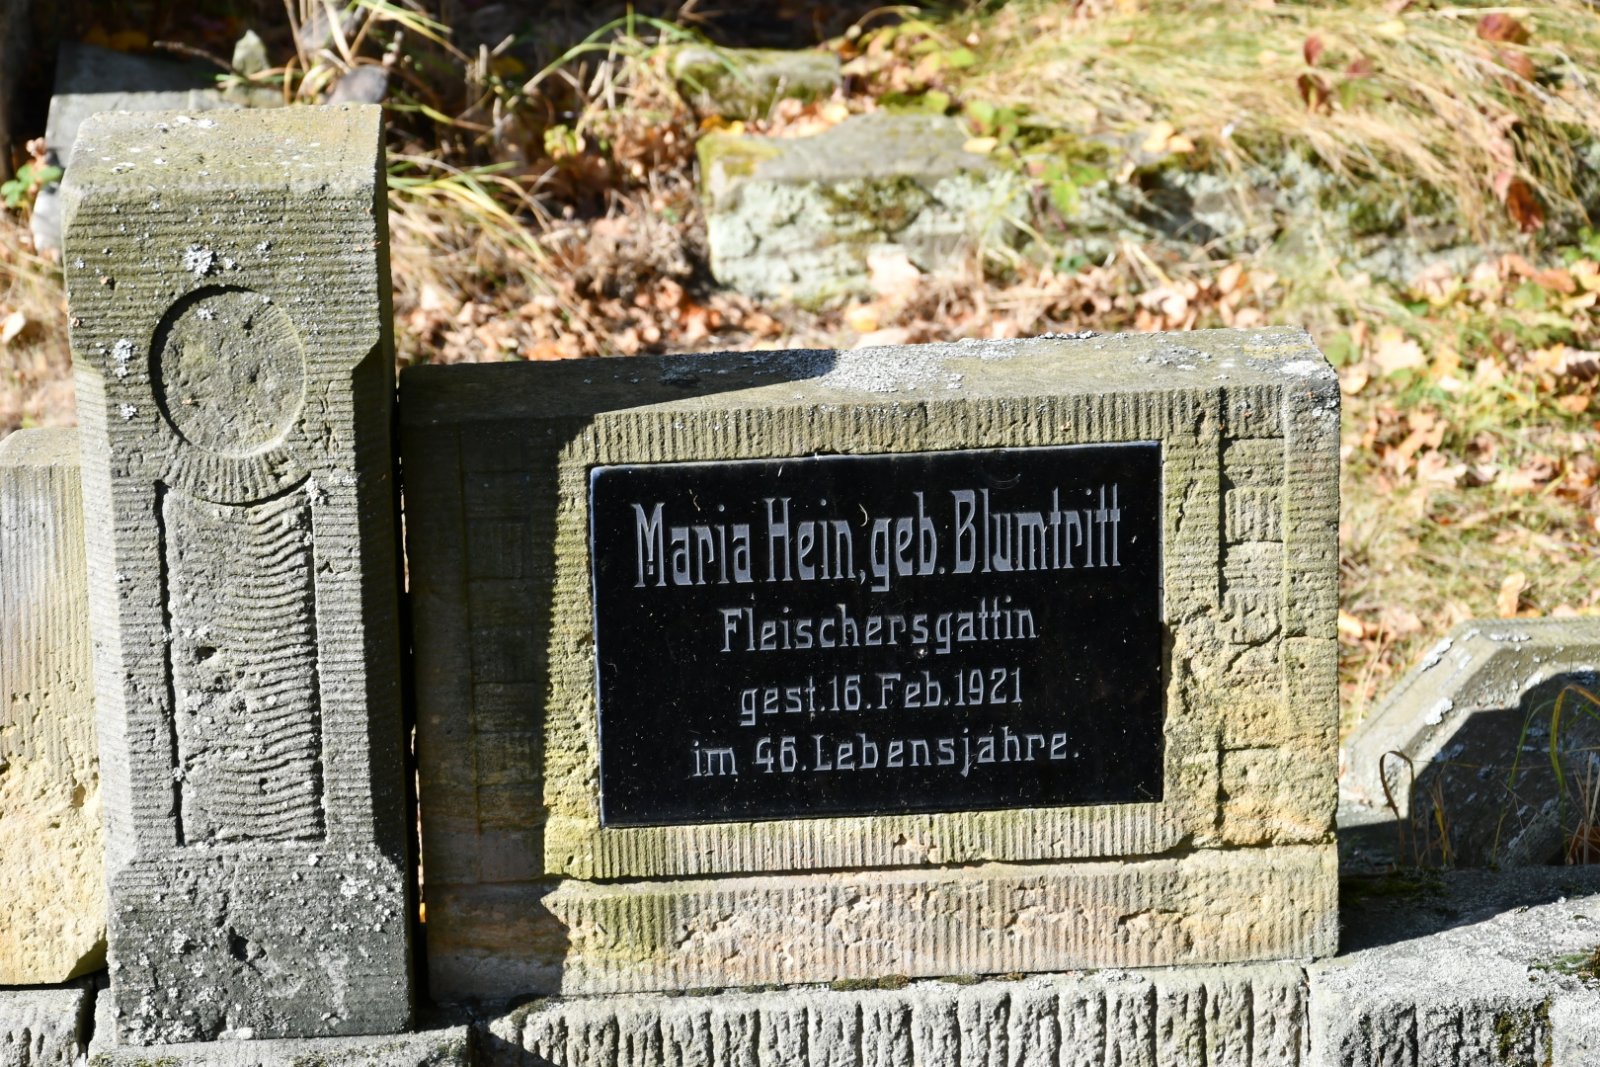 Maria Hein, geb. Blumtritt
Fleischersgattin
gest. 16. Feb. 1921
im 46. Lebensjahre.